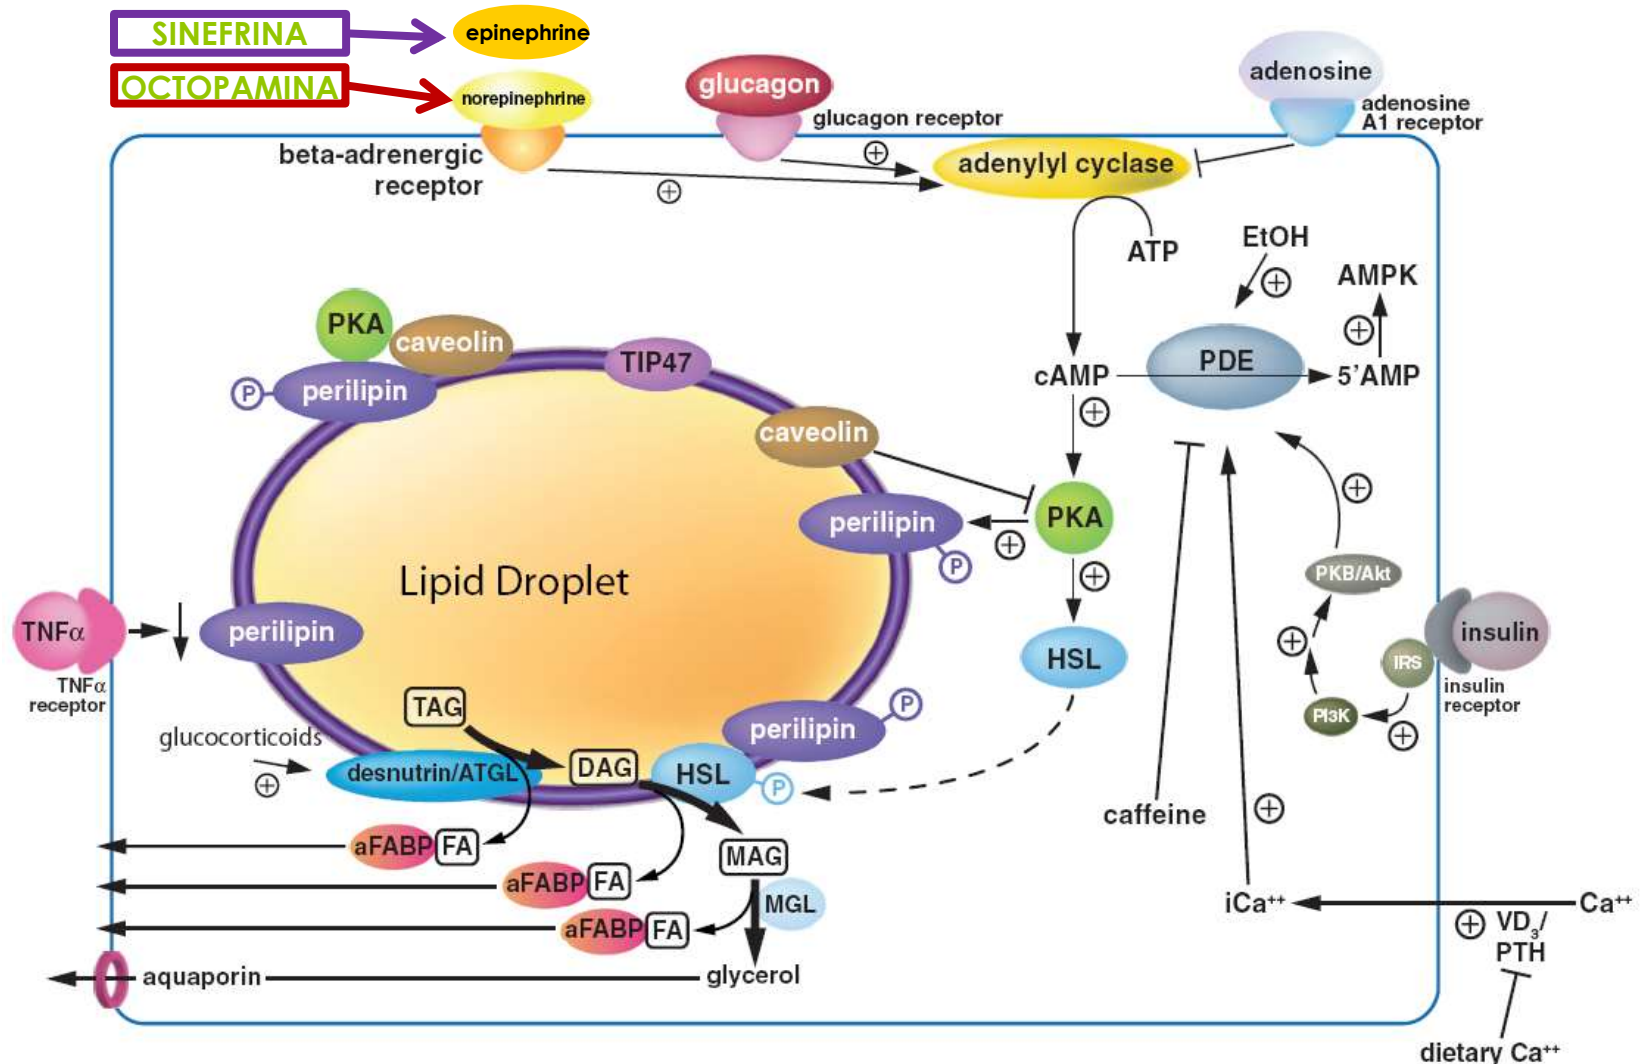 SINEFRINA
epinephrine
OCTOPAMINA
norepinephrine
glucagon
glucagon receptor
adenosine
adenosine
A1 receptor
beta-adrenergic
receptor
adenylyl cyclase
ATP
EtOH
AMPK
PKA
caveolin
TIP47
perilipin
P
cAMP
PDE
5’AMP
caveolin
perilipin
P
PKA
Lipid Droplet
PKB/Akt
TNFα
TNFα
receptor
perilipin
HSL
IRS
insulin
insulin
receptor
PI3K
TAG
glucocorticoids
desnutrin/ATGL
DAG
HSL
P
perilipin
P
caffeine
aFABP FA
aFABP FA
aFABP FA
MAG
MGL
glycerol
aquaporin
iCa++
Ca++
VD3/
PTH
dietary Ca++